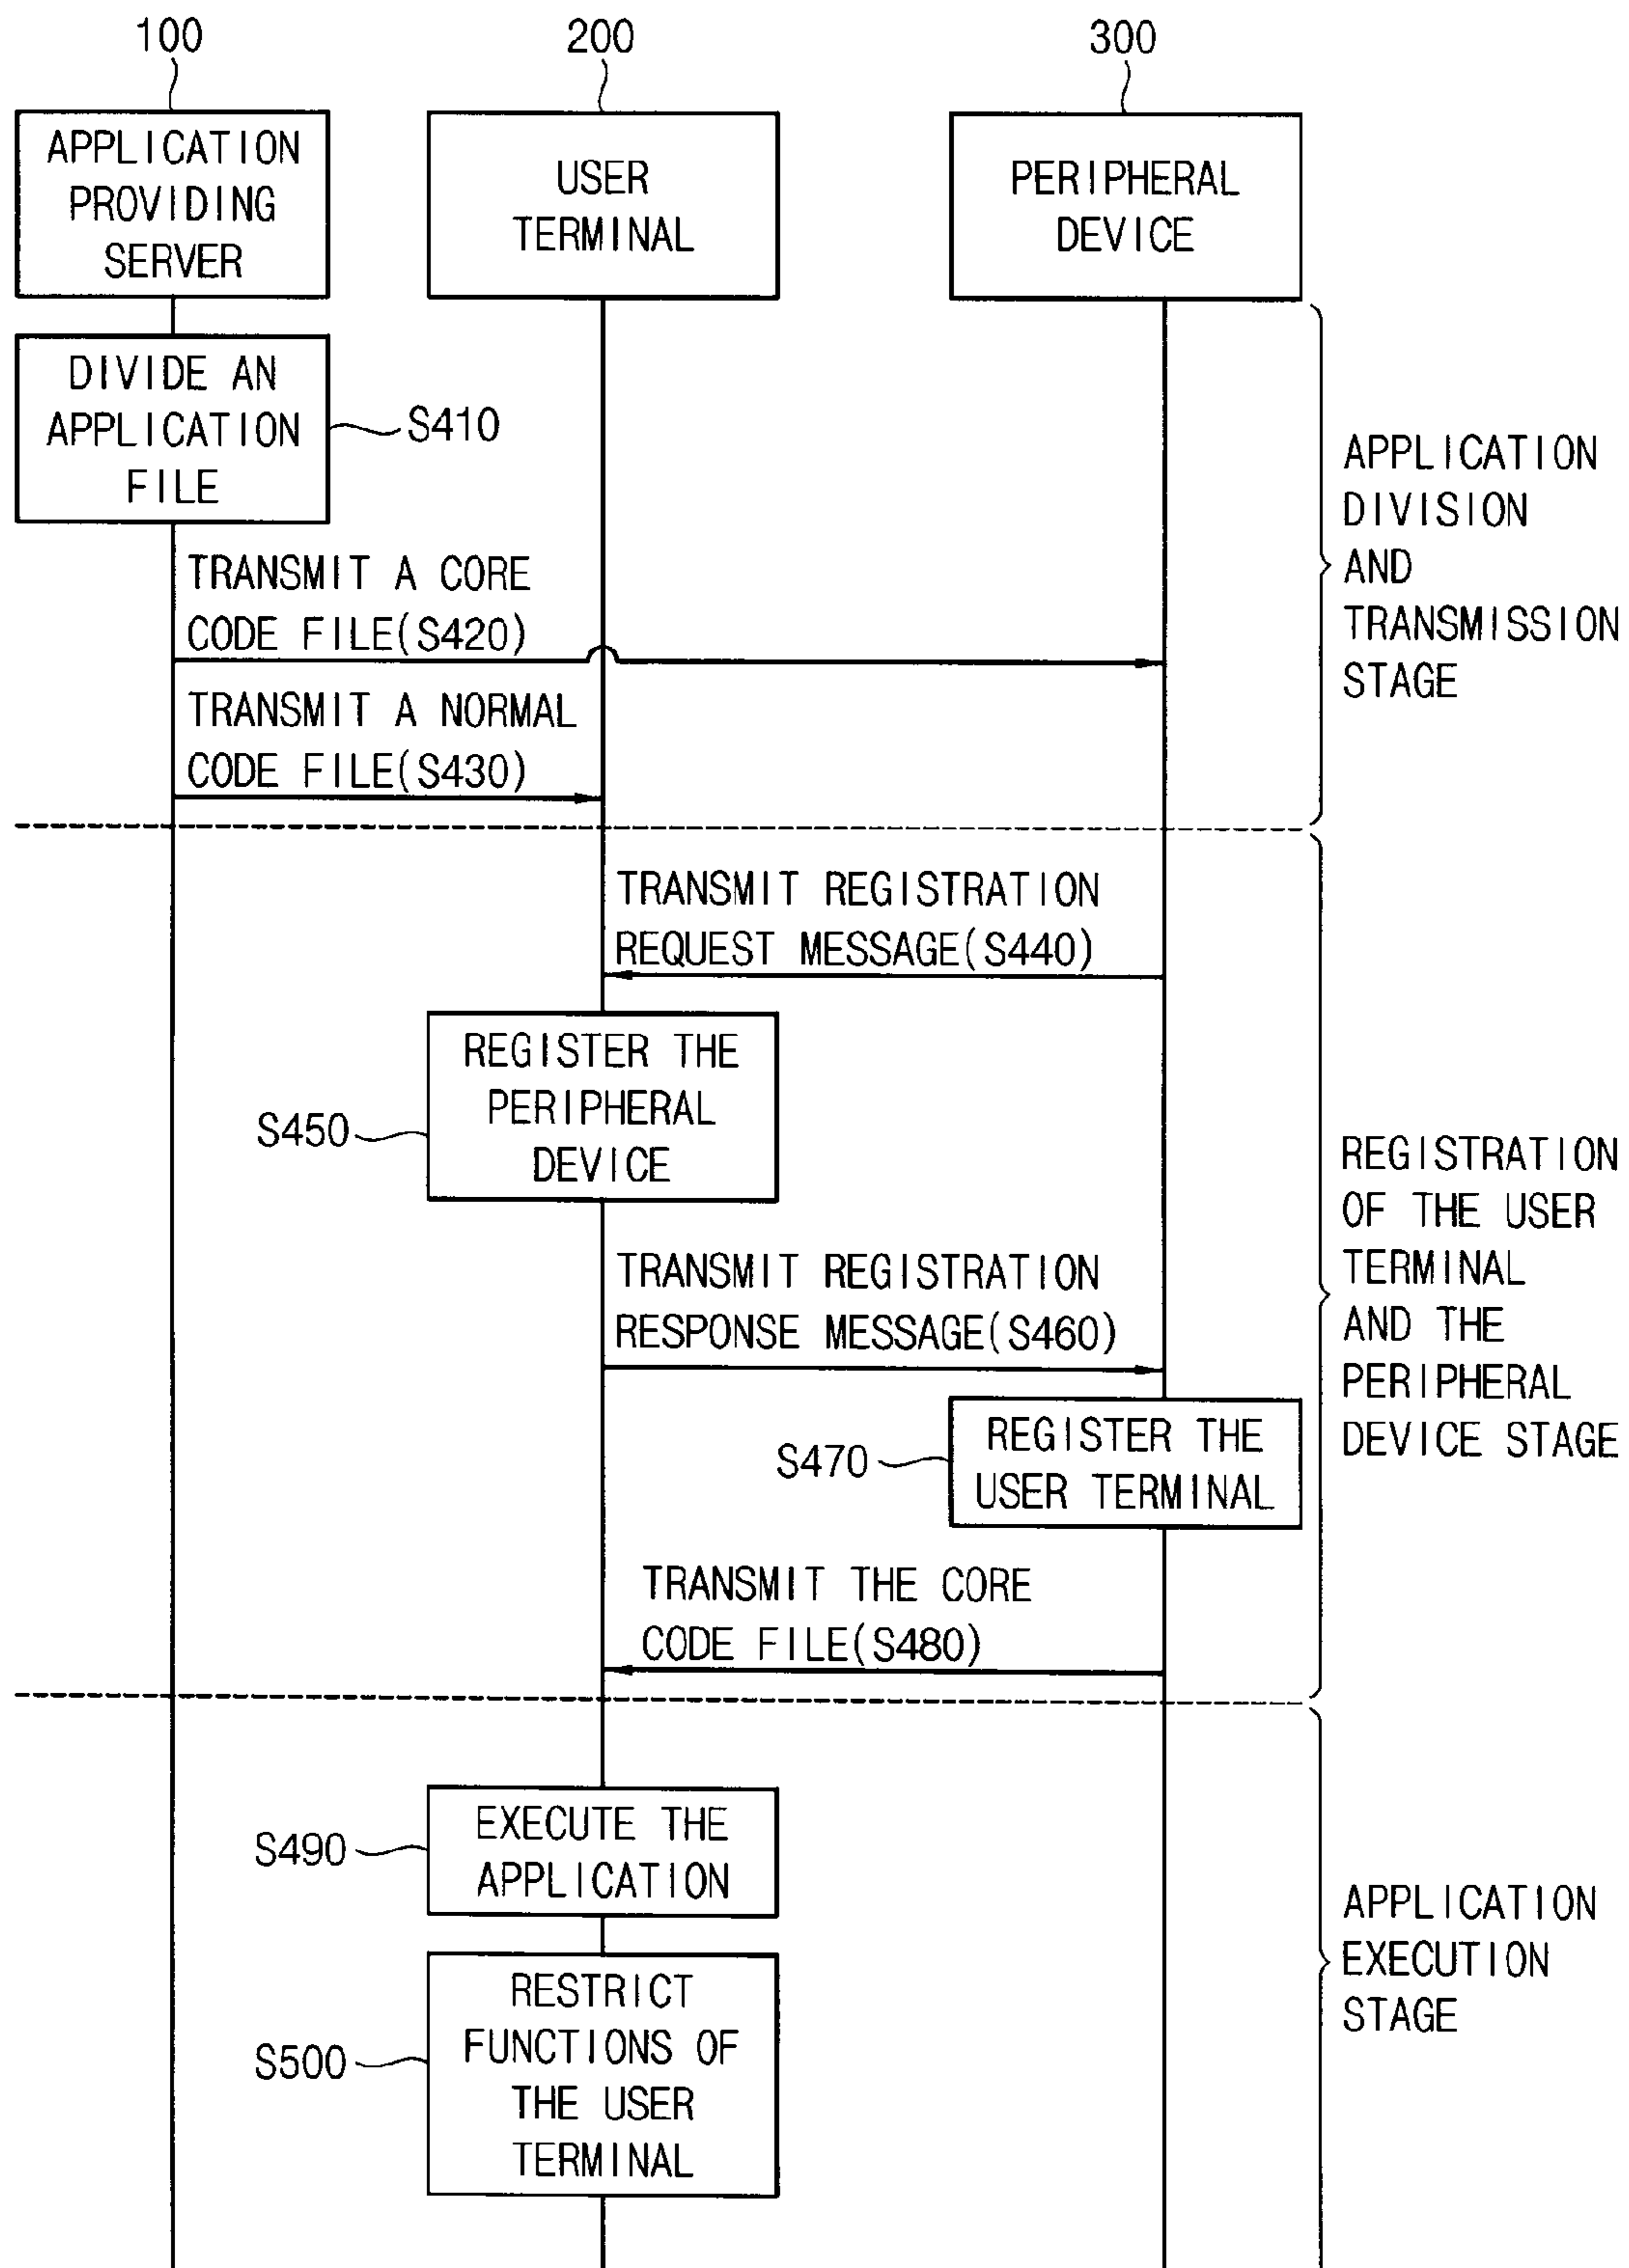 100
200
300
APPLICATION
PROVIDING
SERVER
USER
TERMINAL
PERIPHERAL
DEVICE
DIVIDE AN
APPLICATION
FILE
S410
TRANSMIT A CORE
CODE FILE(S420)
TRANSMIT A NORMAL
CODE FILE(S430)
APPLICATION
DIVISION
AND
TRANSMISSION
STAGE
TRANSMIT REGISTRATION
REQUEST MESSAGE(S440)
REGISTER THE
PERIPHERAL
DEVICE
S450
TRANSMIT REGISTRATION
RESPONSE MESSAGE(S460)
REGISTER THE
USER TERMINAL
S470
TRANSMIT THE CORE
CODE FILE(S480)
REGISTRATION
OF THE USER
TERMINAL
AND THE
PERIPHERAL
DEVICE STAGE
EXECUTE THE
APPLICATION
S490
RESTRICT
FUNCTIONS OF
THE USER
TERMINAL
S500
APPLICATION
EXECUTION
STAGE